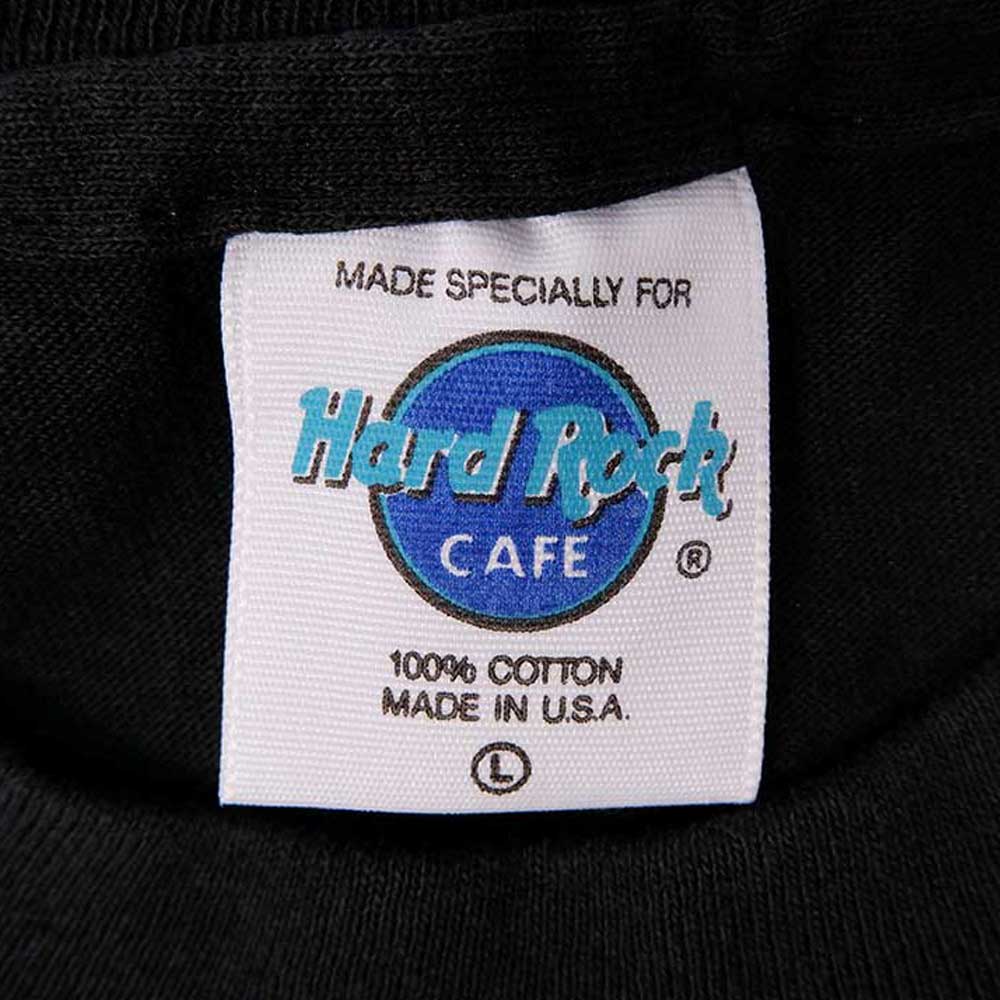 MADE SPECIALLY FOR
Hard Rock
CAFE
®
100% COTTON
MADE IN U.S.A.
L